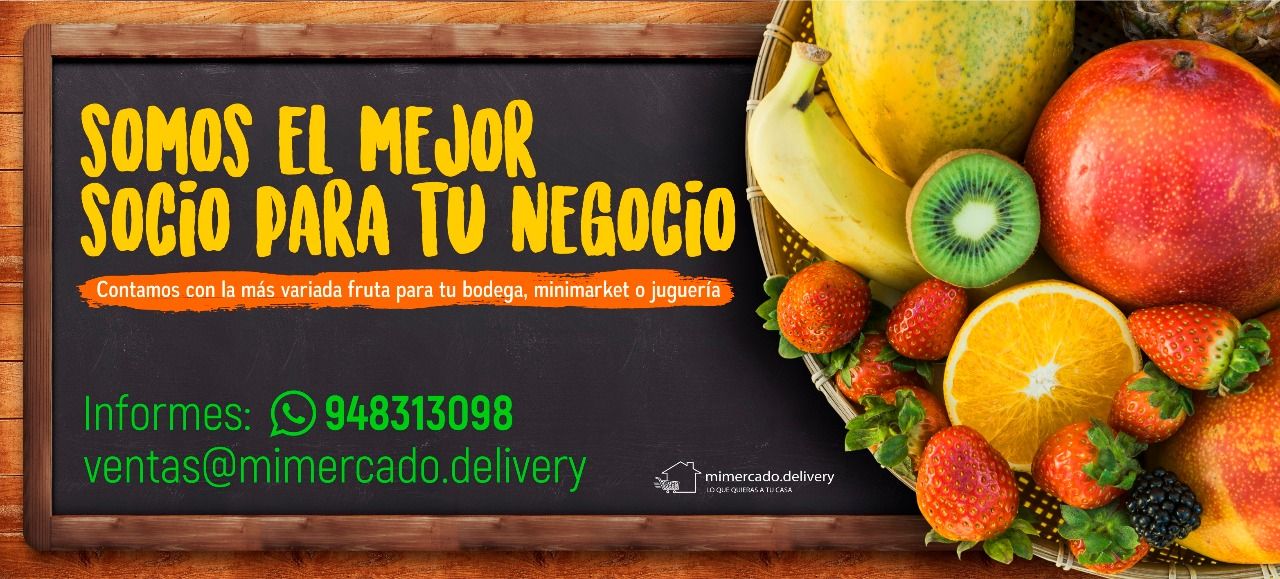 SOMOS EL MEJOR
SOCIO PARA TU NEGOCIO
Contamos con la más variada fruta para tu bodega, minimarket o juguería
Informes: 948313098
ventas@mimercado.delivery
mimercado.delivery
LO QUE QUIERAS A TU CASA